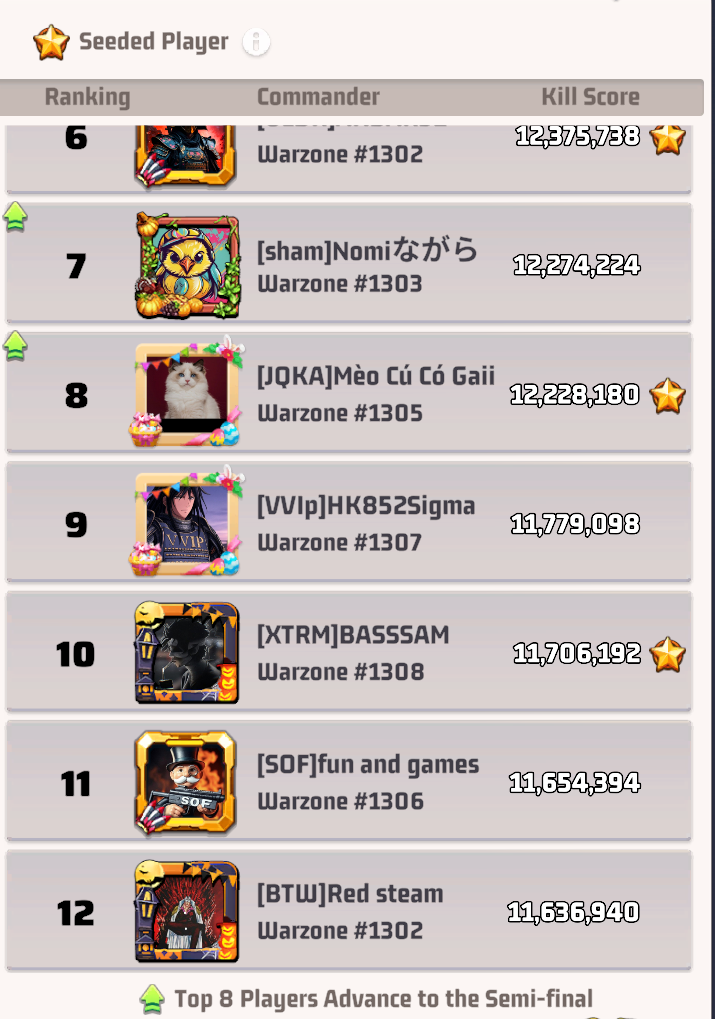 Seeded Player
Ranking Commander Kill Score
6 12,375,738
Warzone #1302
7 [sham]Nomiながら 12,274,224
Warzone #1303
8 [JQKA]Mèo Cú Có Gaii 12,228,180
Warzone #1305
9 [VVIp]HK852Sigma 11,779,098
VVIP
Warzone #1307
10 [XTRM]BASSSAM 11,706,192
Warzone #1308
11 [SOF]fun and games 11,654,394
SOF
Warzone #1306
12 [BTW]Red steam 11,636,940
Warzone #1302
Top 8 Players Advance to the Semi-final